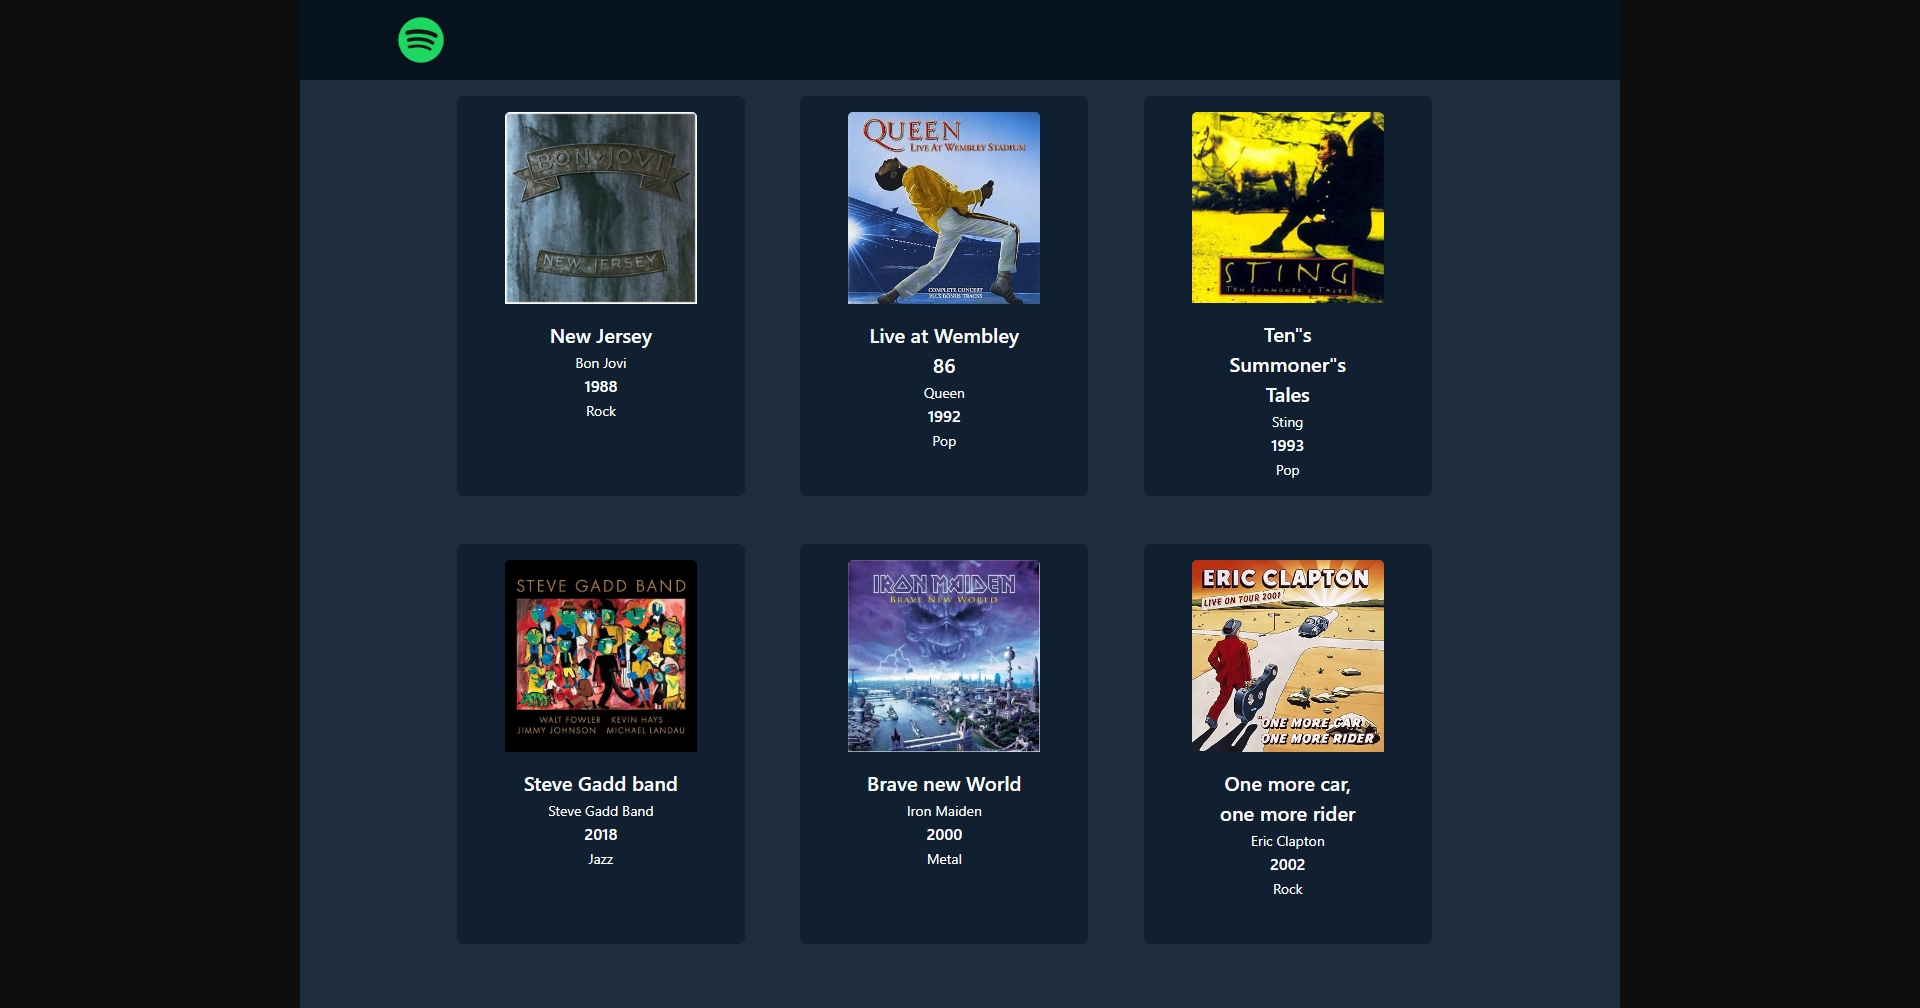 BON JOVI
NEW JERSEY
New Jersey
Bon Jovi
1988
Rock
QUEEN
LIVE AT WEMBLEY STADIUM
COMPLETE CONCERT
PLUS BONUS TRACKS
Live at Wembley
86
Queen
1992
Pop
STING
TEN SUMMONER'S TALES
Ten"s
Summoner"s
Tales
Sting
1993
Pop
STEVE GADD BAND
WALT FOWLER KEVIN HAYS
JIMMY JOHNSON MICHAEL LANDAU
Steve Gadd band
Steve Gadd Band
2018
Jazz
IRON MAIDEN
BRAVE NEW WORLD
Brave new World
Iron Maiden
2000
Metal
ERIC CLAPTON
LIVE ON TOUR 2001
ONE MORE CAR
ONE MORE RIDER
One more car,
one more rider
Eric Clapton
2002
Rock